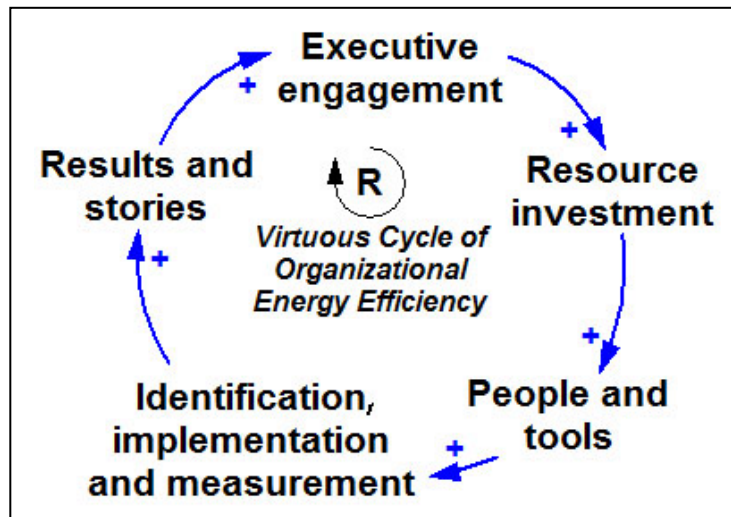 Executive
engagement
+
+
Results and
stories
R
Resource
investment
Virtuous Cycle of
Organizational
Energy Efficiency
+
+
Identification,
implementation
and measurement
+
People and
tools